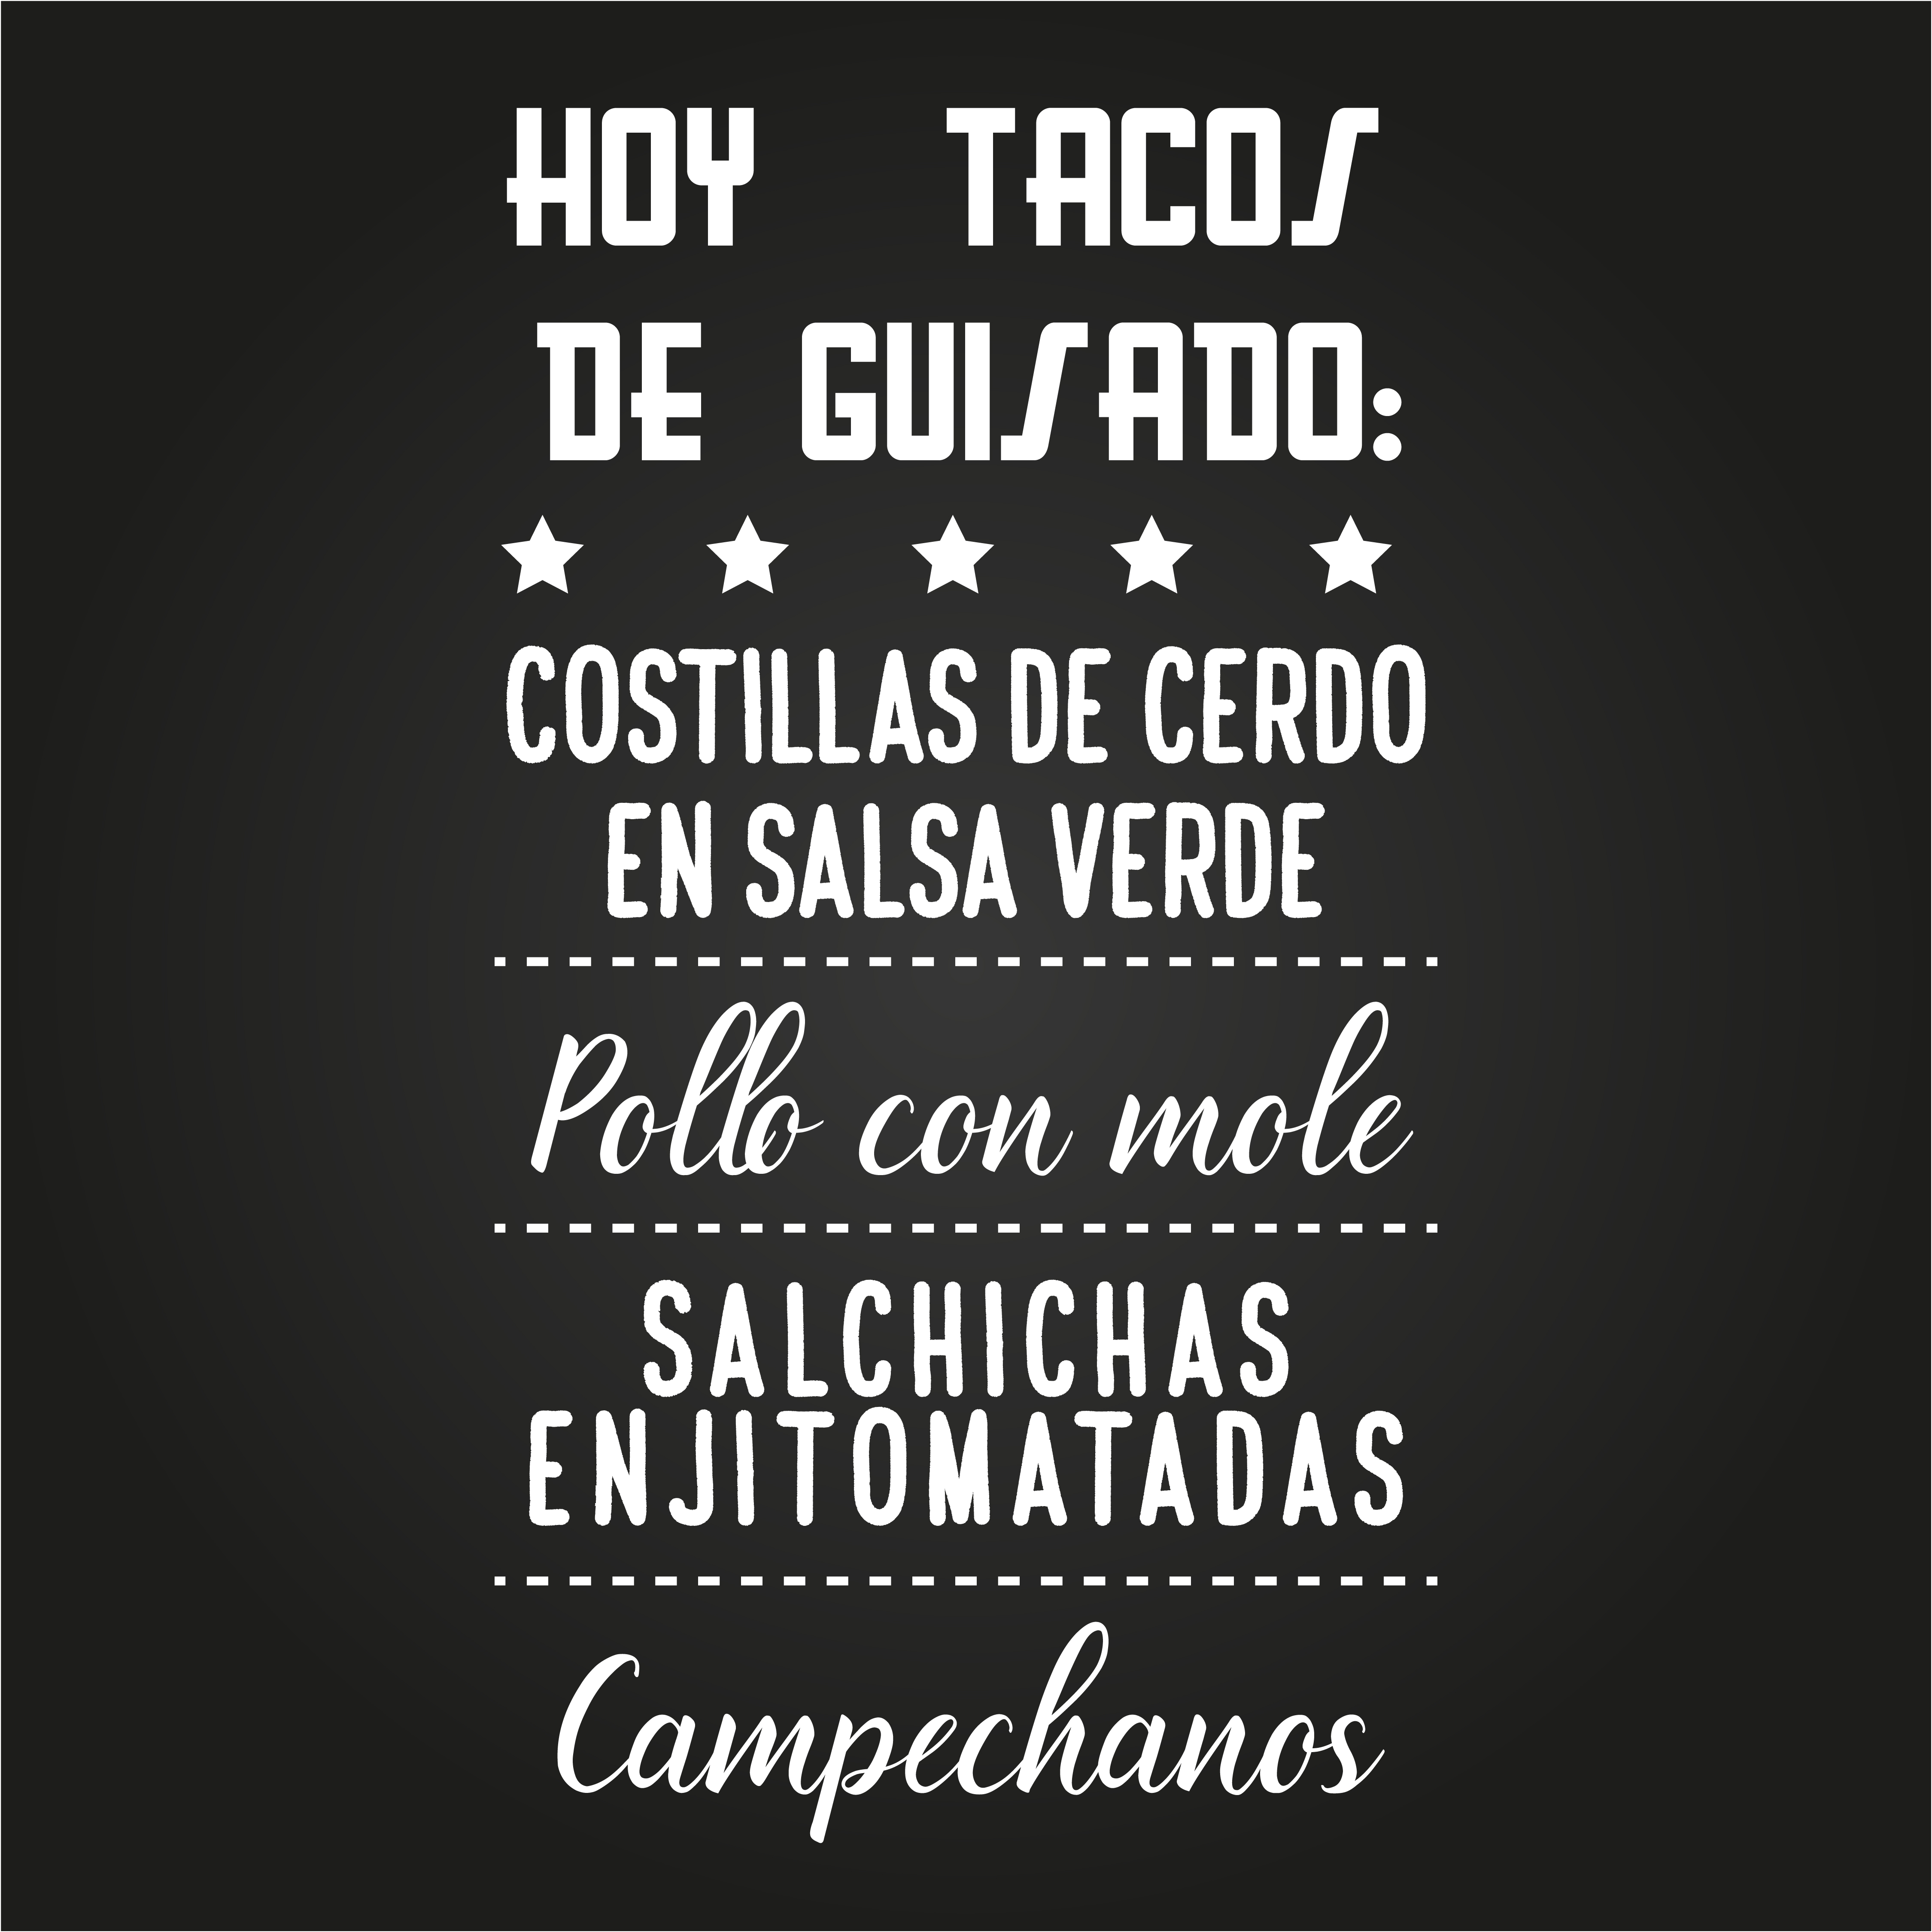 HOY TACOS
DE GUISADO:
COSTILLAS DE CERDO
EN SALSA VERDE
Pollo con mole
SALCHICHAS
ENJITOMATADAS
Campechanos